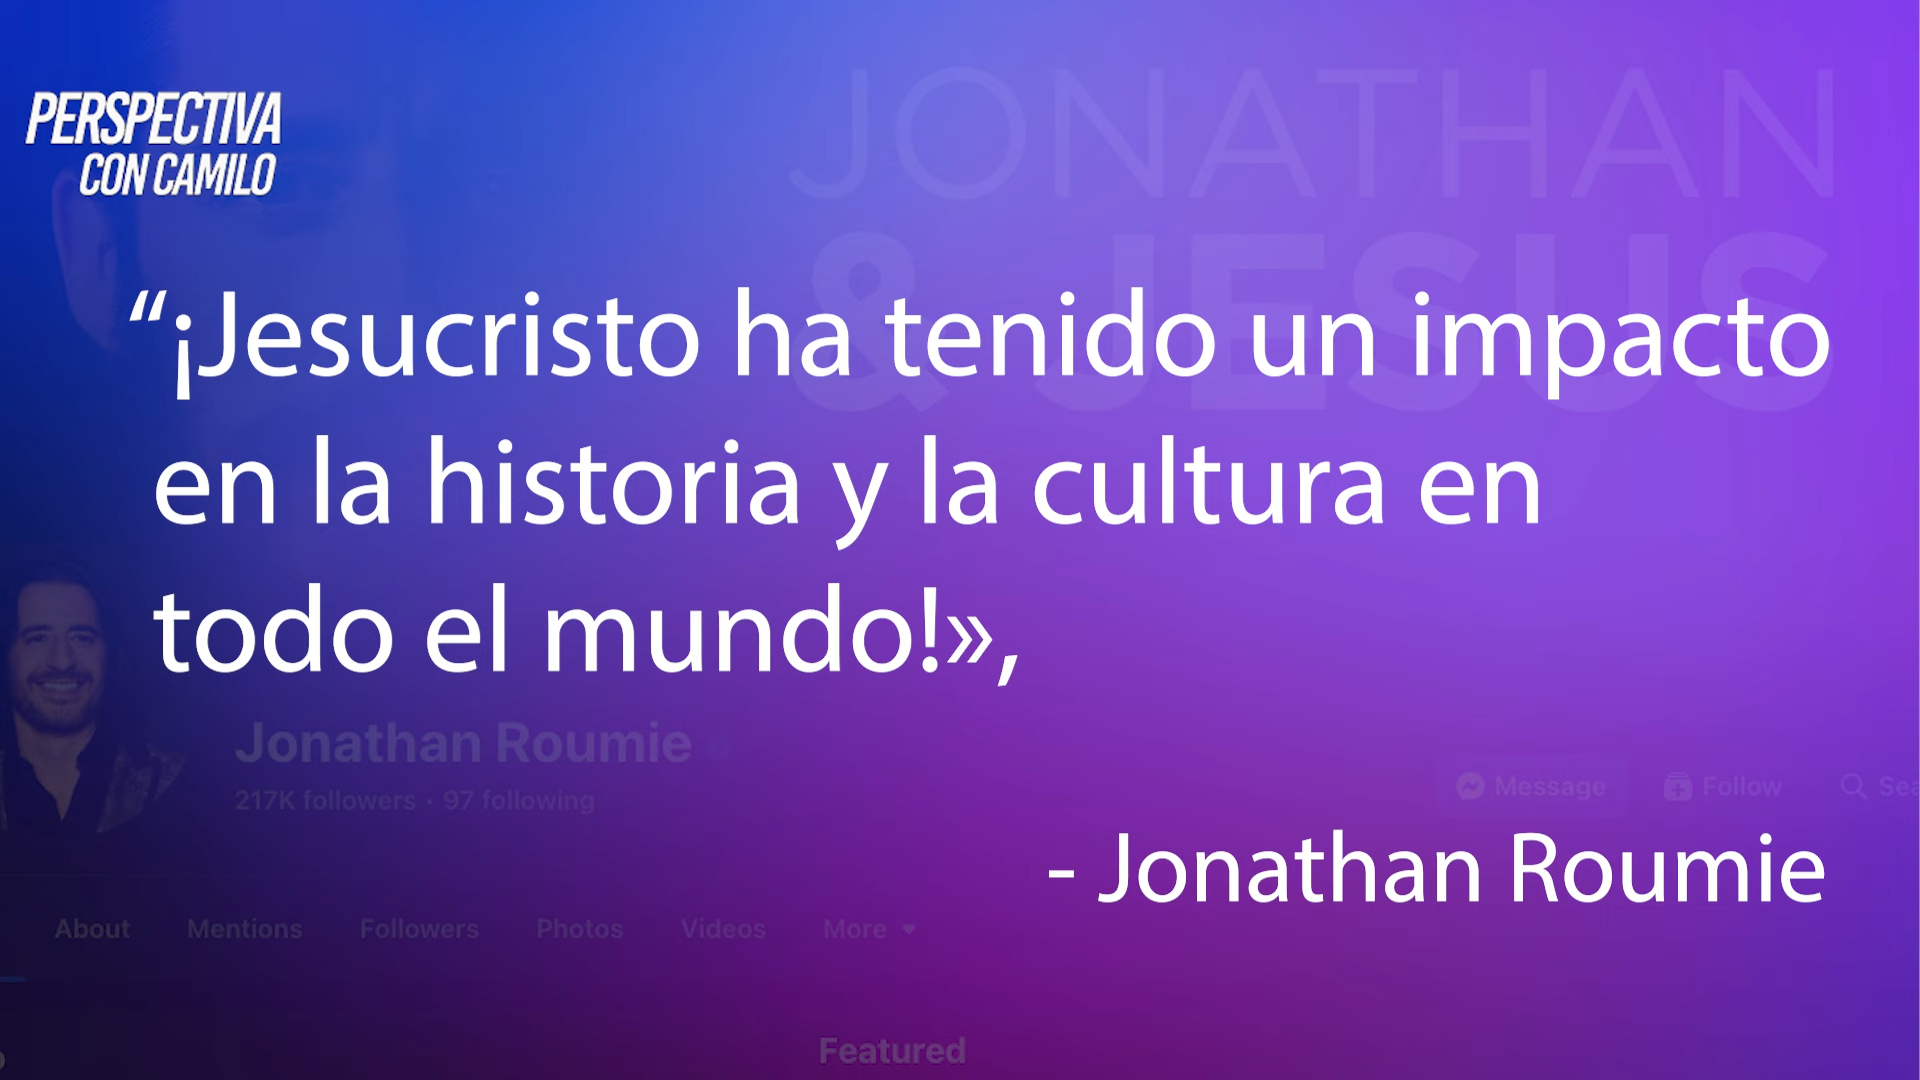 PERSPECTIVA
CON CAMILO
JONATHAN
& JESUS
“¡Jesucristo ha tenido un impacto
en la historia y la cultura en
todo el mundo!»,
Jonathan Roumie
217K followers · 97 following
Message Follow
- Jonathan Roumie
About Mentions Followers Photos Videos More
Featured